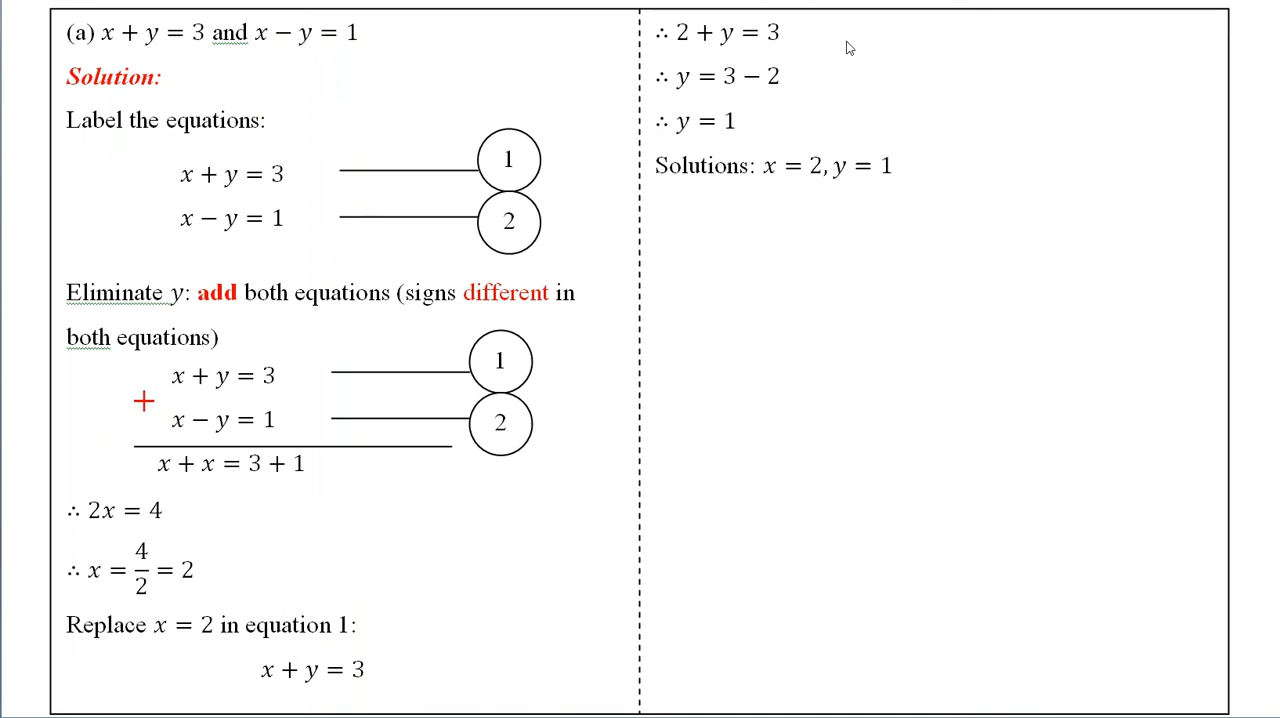 (a) x + y = 3 and x − y = 1
Solution:
Label the equations:
x + y = 3 1
x − y = 1 2
Eliminate y: add both equations (signs different in
both equations)
x + y = 3 1
+
x − y = 1 2
x + x = 3 + 1
∴ 2x = 4
∴ x = 4/2 = 2
Replace x = 2 in equation 1:
x + y = 3
∴ 2 + y = 3
∴ y = 3 − 2
∴ y = 1
Solutions: x = 2, y = 1